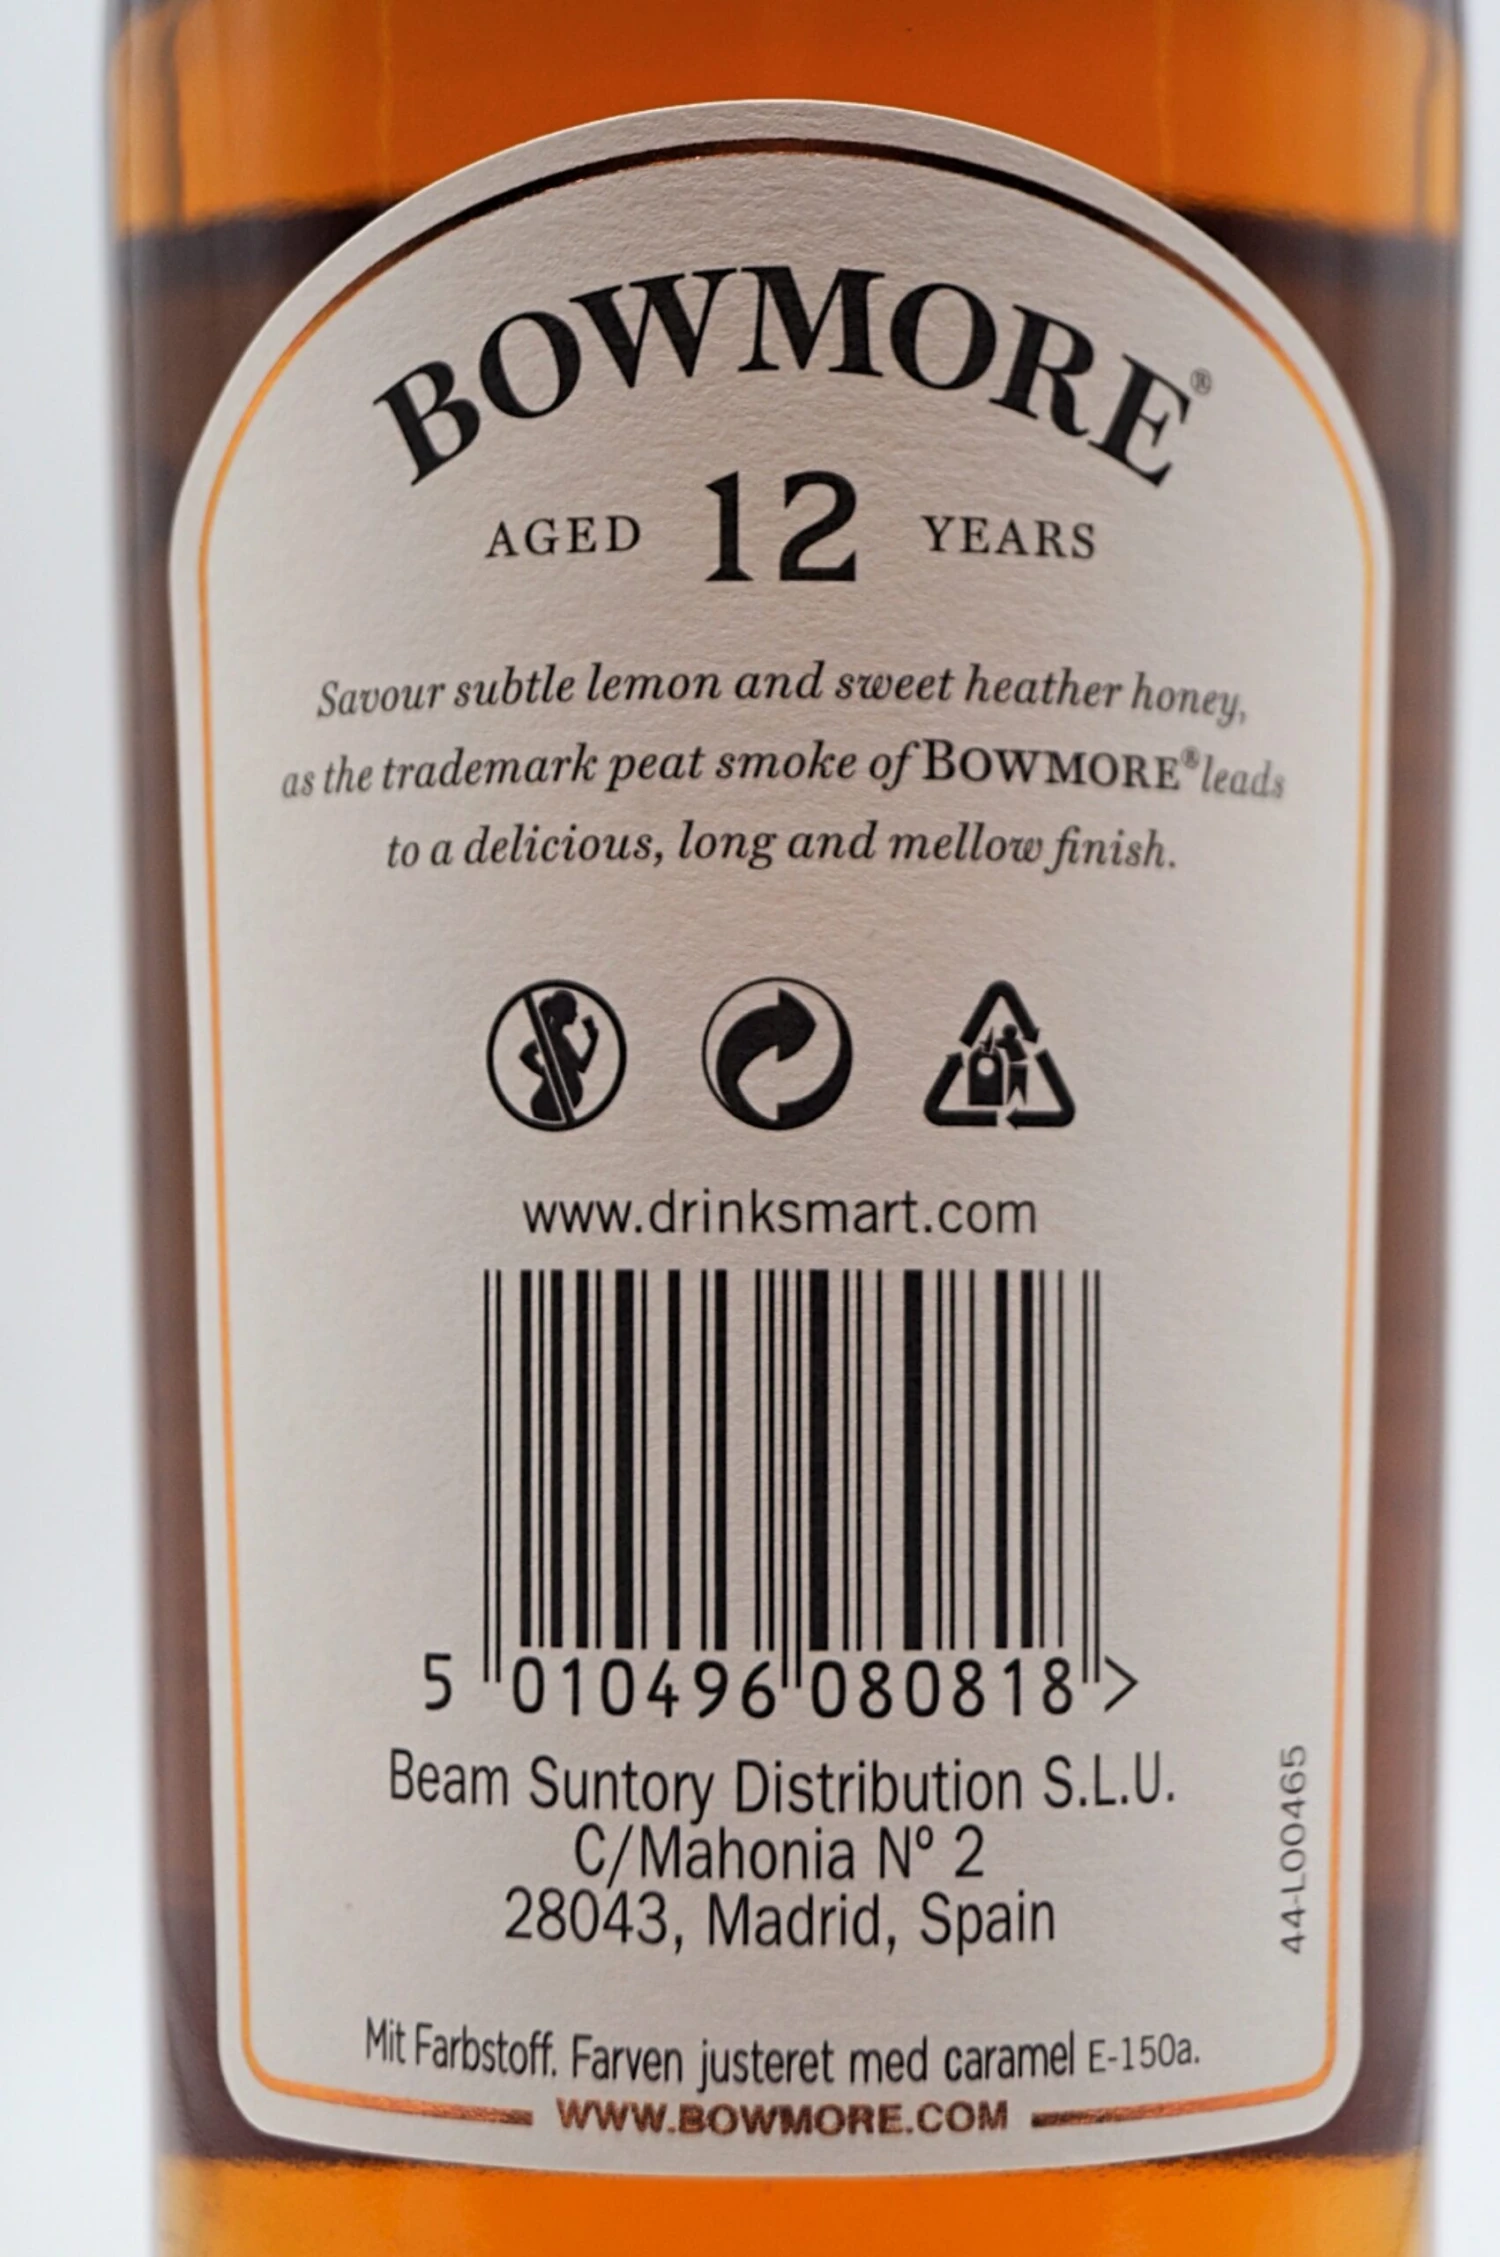 BOWMORE®
AGED 12 YEARS
Savour subtle lemon and sweet heather honey,
as the trademark peat smoke of BOWMORE® leads
to a delicious, long and mellow finish.
www.drinksmart.com
5 010496 080818 >
Beam Suntory Distribution S.L.U.
C/Mahonia Nº 2
28043, Madrid, Spain
44-L00465
Mit Farbstoff. Farven justeret med caramel E-150a.
WWW.BOWMORE.COM